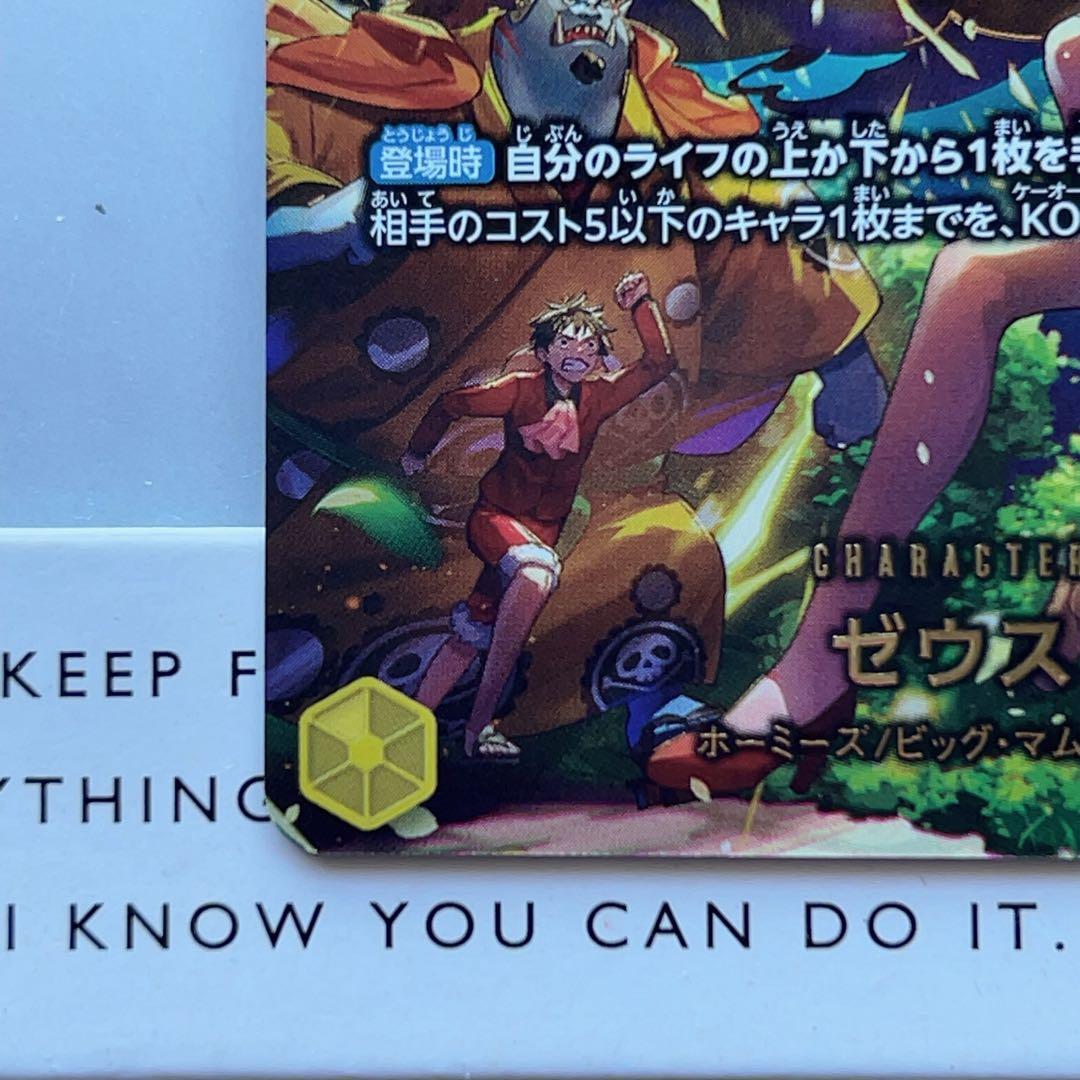 登場時 自分のライフの上か下から1枚を手
相手のコスト5以下のキャラ1枚までを、KO
CHARACTER
ゼウス
ホーミーズ/ビッグ・マム
KEEP F
YTHING
I KNOW YOU CAN DO IT.